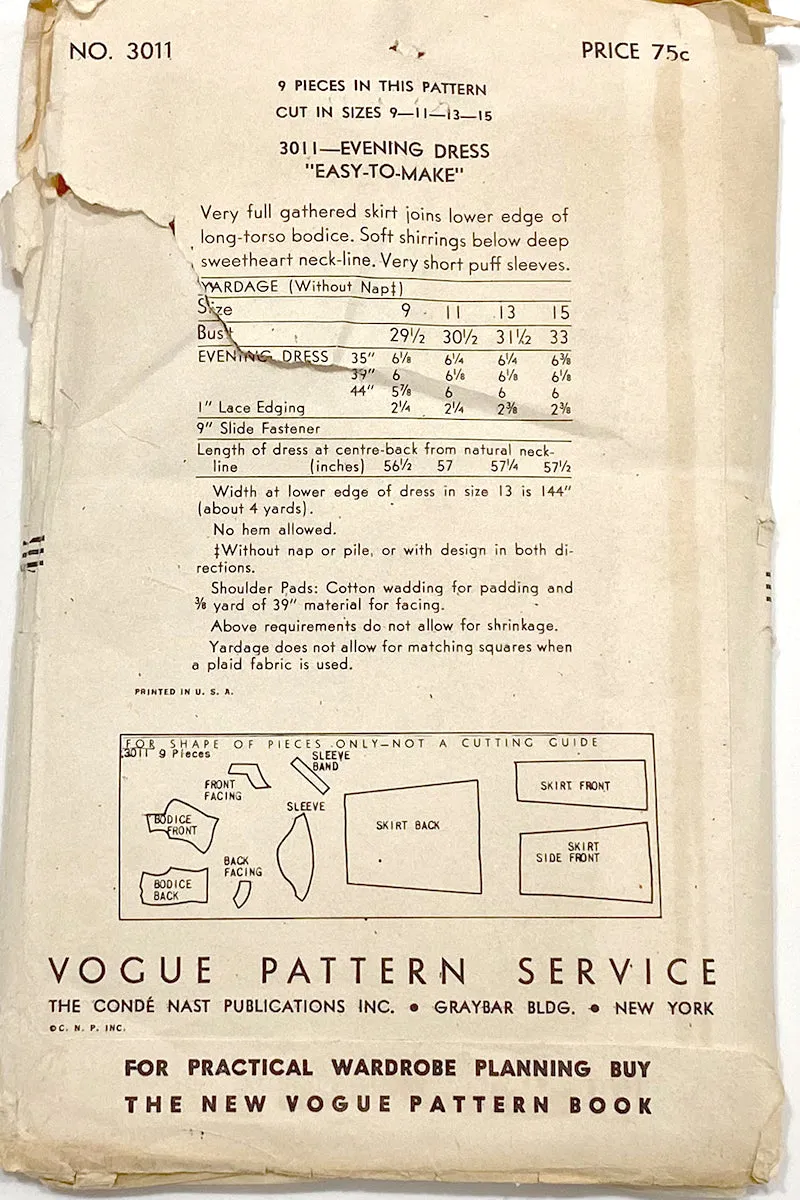 NO. 3011 PRICE 75c
9 PIECES IN THIS PATTERN
CUT IN SIZES 9—11—13—15
3011—EVENING DRESS
"EASY-TO-MAKE"
Very full gathered skirt joins lower edge of
long-torso bodice. Soft shirrings below deep
sweetheart neck-line. Very short puff sleeves.
YARDAGE (Without Nap‡)
Size 9 11 13 15
Bust 29½ 30½ 31½ 33
EVENING DRESS 35" 6⅛ 6¼ 6¼ 6⅜
39" 6 6⅛ 6⅛ 6⅛
44" 5⅞ 6 6 6
1" Lace Edging 2¼ 2¼ 2⅜ 2⅜
9" Slide Fastener
Length of dress at centre-back from natural neck-
line (inches) 56½ 57 57¼ 57½
Width at lower edge of dress in size 13 is 144"
(about 4 yards).
No hem allowed.
‡Without nap or pile, or with design in both di-
rections.
Shoulder Pads: Cotton wadding for padding and
⅜ yard of 39" material for facing.
Above requirements do not allow for shrinkage.
Yardage does not allow for matching squares when
a plaid fabric is used.
PRINTED IN U. S. A.
FOR SHAPE OF PIECES ONLY—NOT A CUTTING GUIDE
3011 9 Pieces
SLEEVE
BAND
FRONT
FACING
SKIRT FRONT
SLEEVE
BODICE
FRONT
SKIRT BACK
SKIRT
SIDE FRONT
BACK
FACING
BODICE
BACK
VOGUE PATTERN SERVICE
THE CONDÉ NAST PUBLICATIONS INC. • GRAYBAR BLDG. • NEW YORK
©C. N. P. INC.
FOR PRACTICAL WARDROBE PLANNING BUY
THE NEW VOGUE PATTERN BOOK